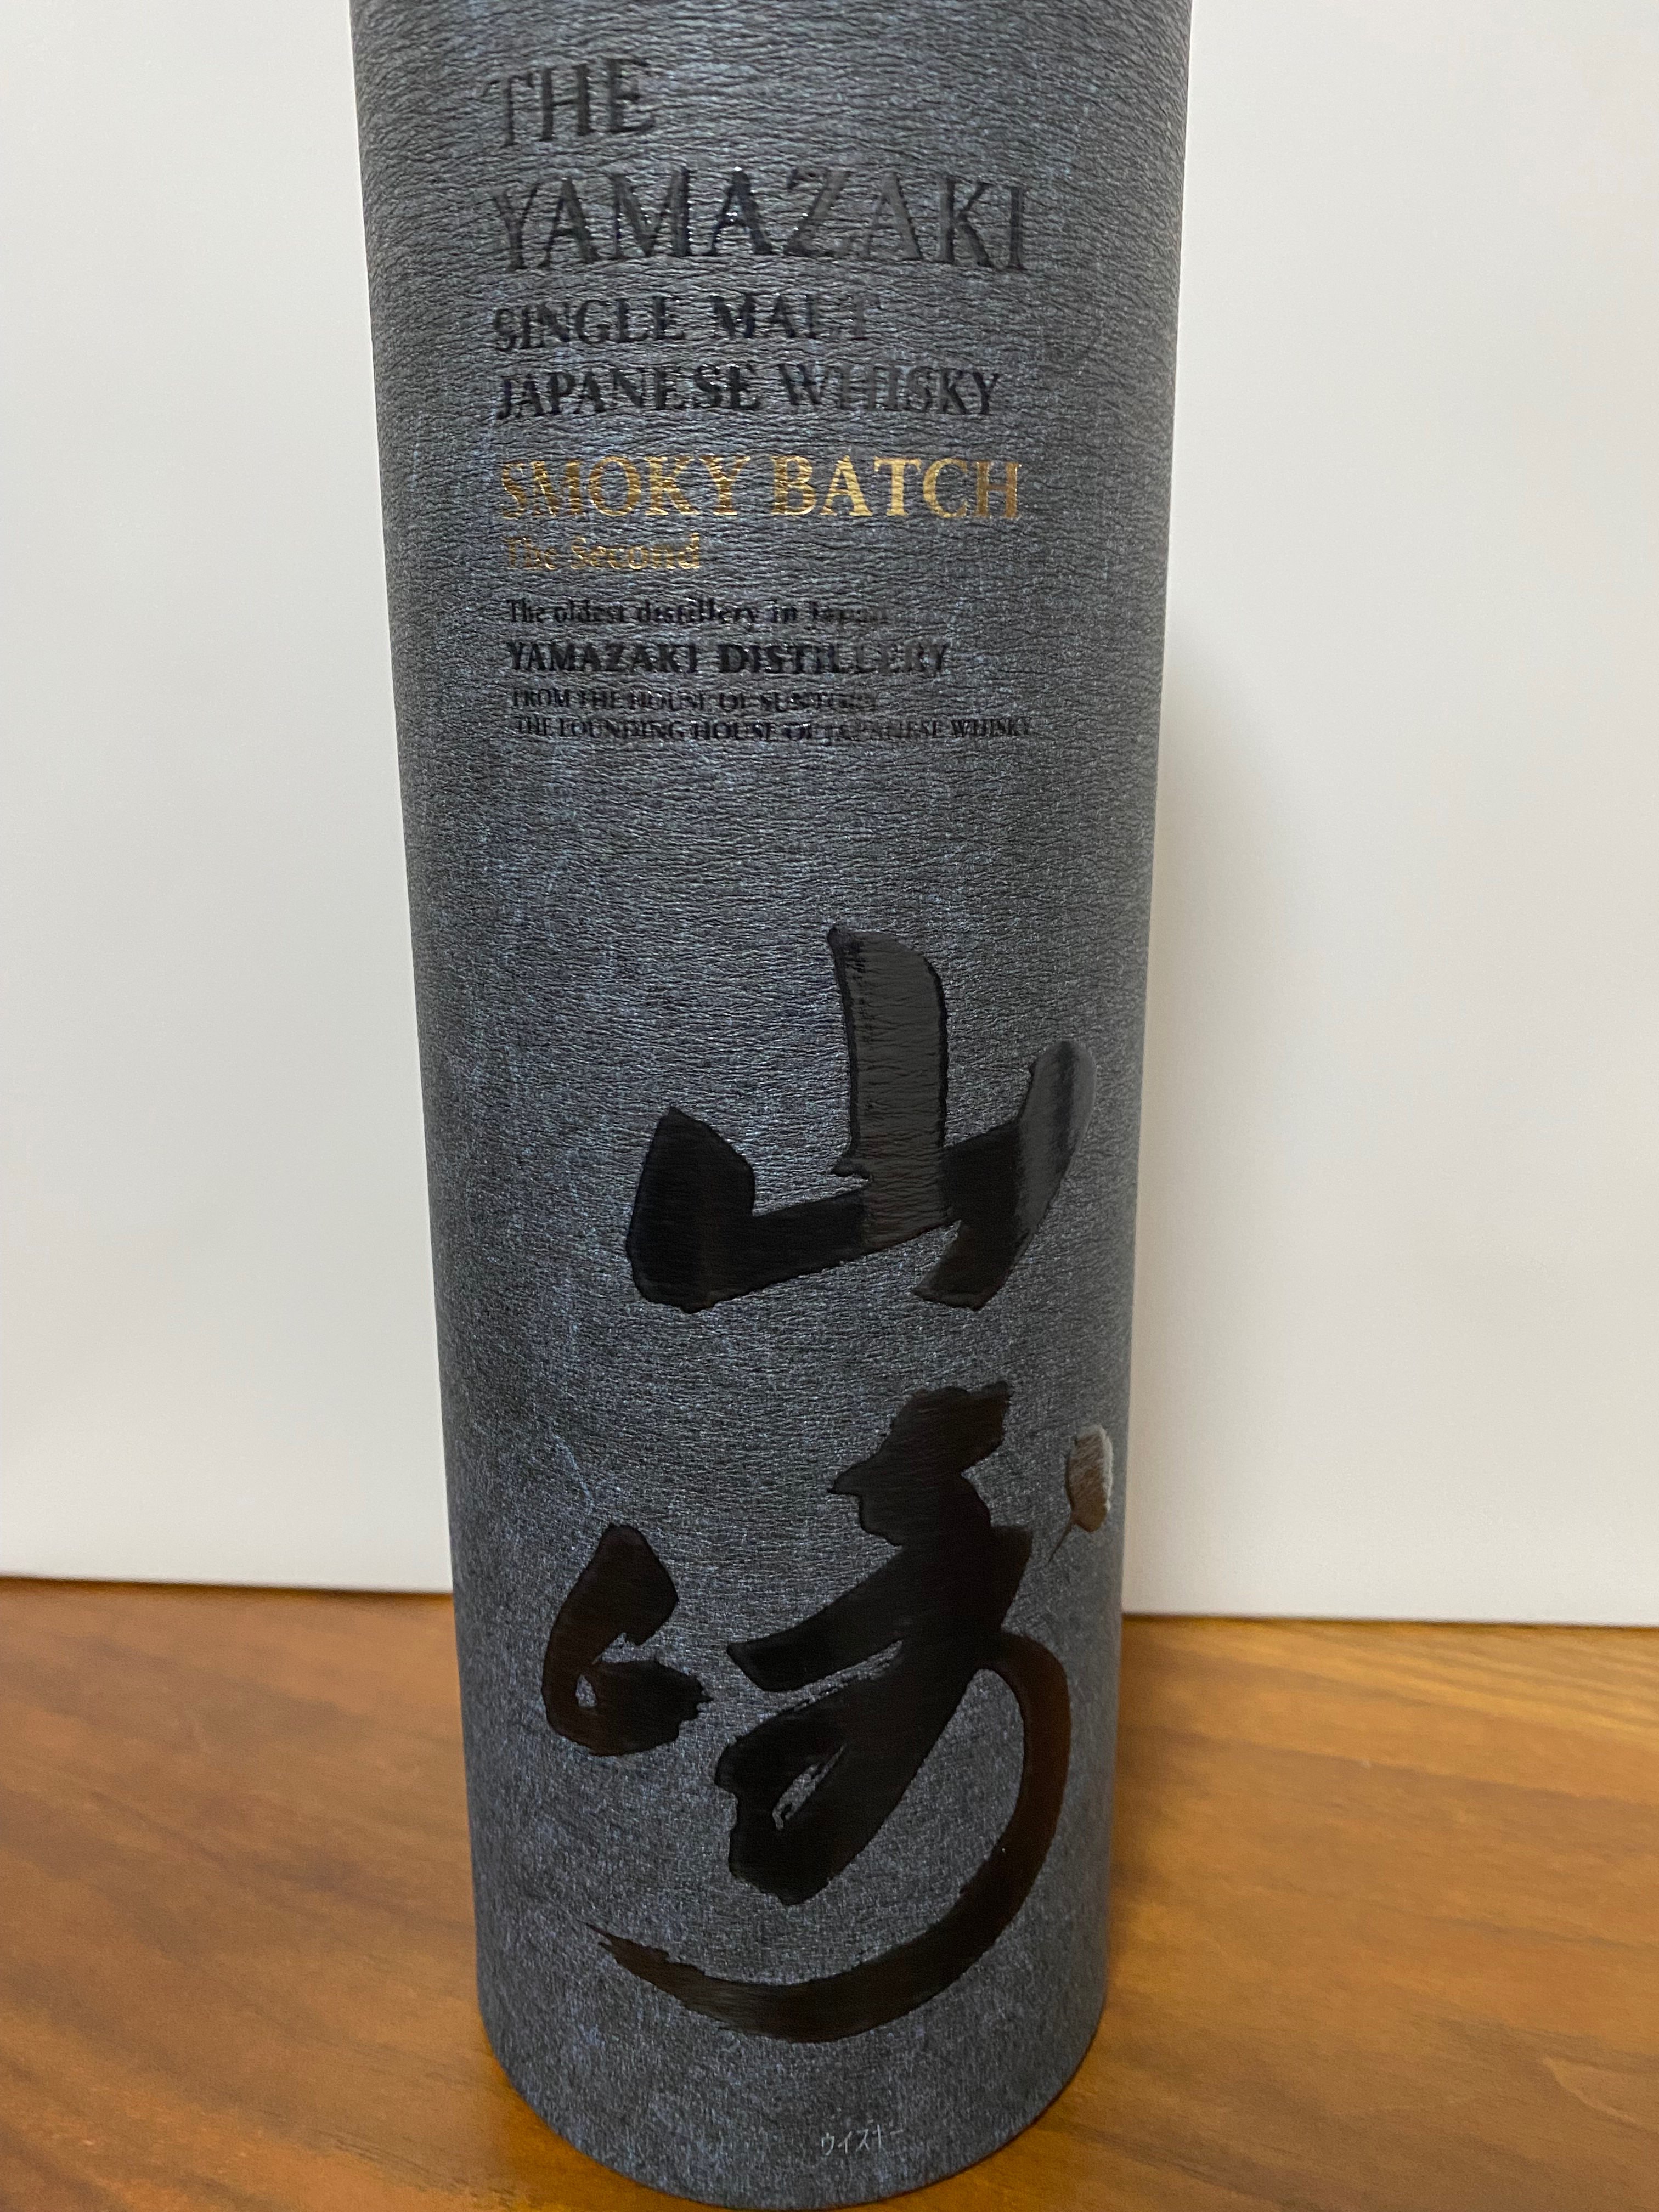 THE
YAMAZAKI
SINGLE MALT
JAPANESE WHISKY
SMOKY BATCH
The Second
The oldest distillery in Japan
YAMAZAKI DISTILLERY
FROM THE HOUSE OF SUNTORY
THE FOUNDING HOUSE OF JAPANESE WHISKY
山崎
ウイスキー